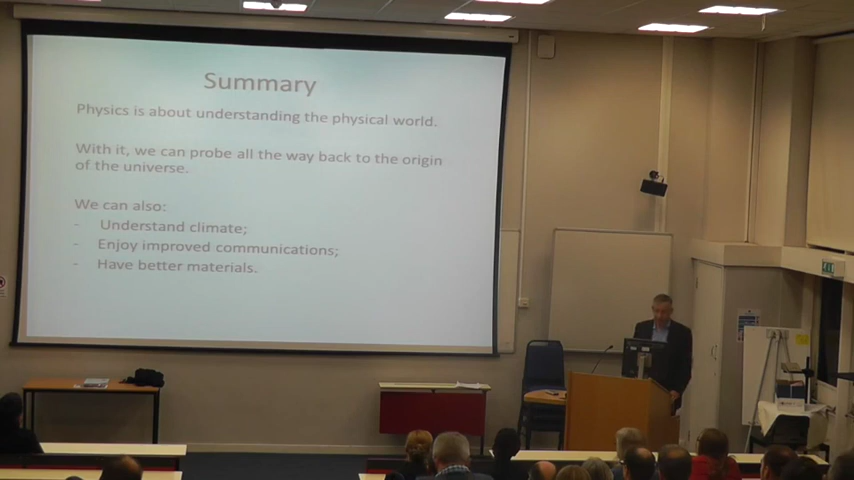 Summary
Physics is about understanding the physical world.
With it, we can probe all the way back to the origin
of the universe.
We can also:
- Understand climate;
- Enjoy improved communications;
- Have better materials.